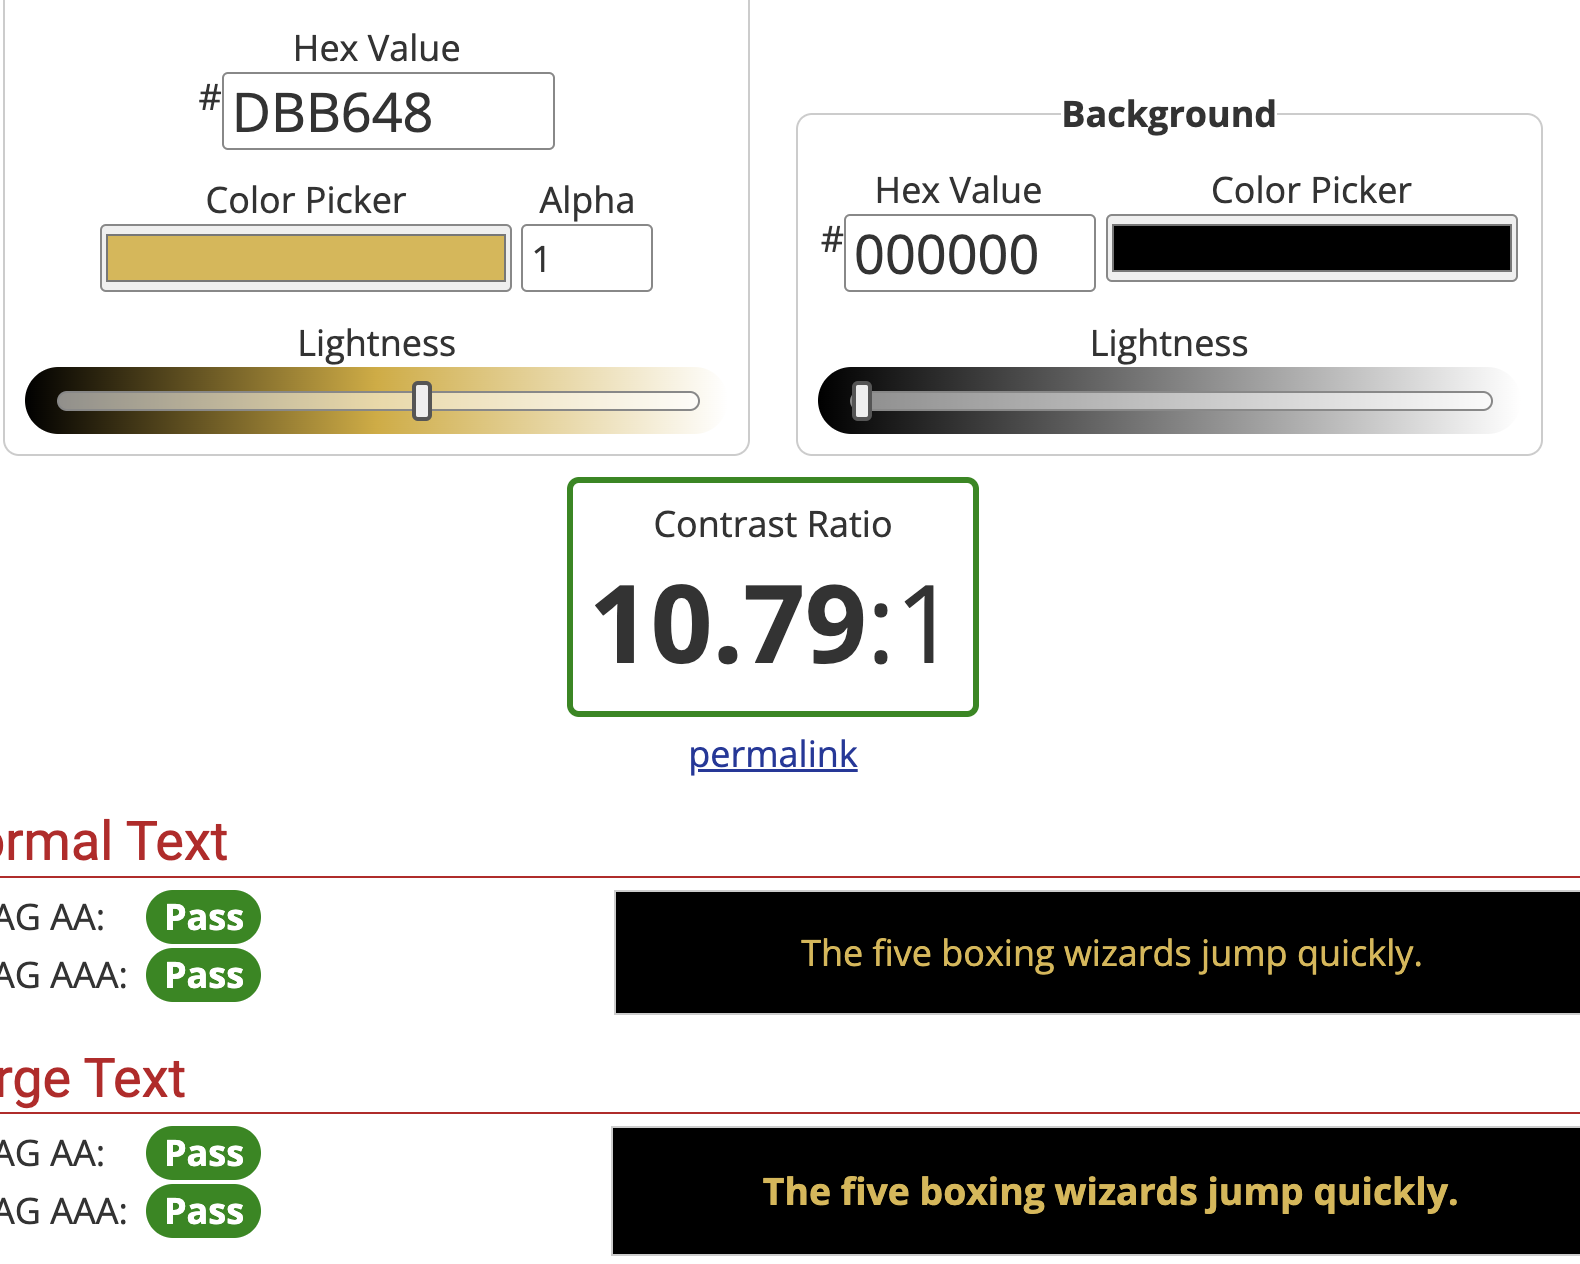 Hex Value
#
DBB648
Color Picker
Alpha
1
Lightness
Background
Hex Value
Color Picker
#
000000
Lightness
Contrast Ratio
10.79:1
permalink
ormal Text
AG AA:
Pass
AG AAA:
Pass
The five boxing wizards jump quickly.
rge Text
AG AA:
Pass
AG AAA:
Pass
The five boxing wizards jump quickly.